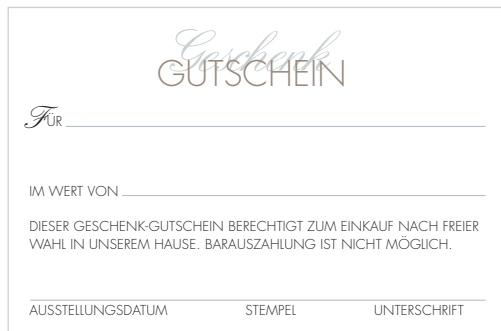 Geschenk
GUTSCHEIN
FÜR
IM WERT VON
DIESER GESCHENK-GUTSCHEIN BERECHTIGT ZUM EINKAUF NACH FREIER
WAHL IN UNSEREM HAUSE. BARAUSZAHLUNG IST NICHT MÖGLICH.
AUSSTELLUNGSDATUM STEMPEL UNTERSCHRIFT